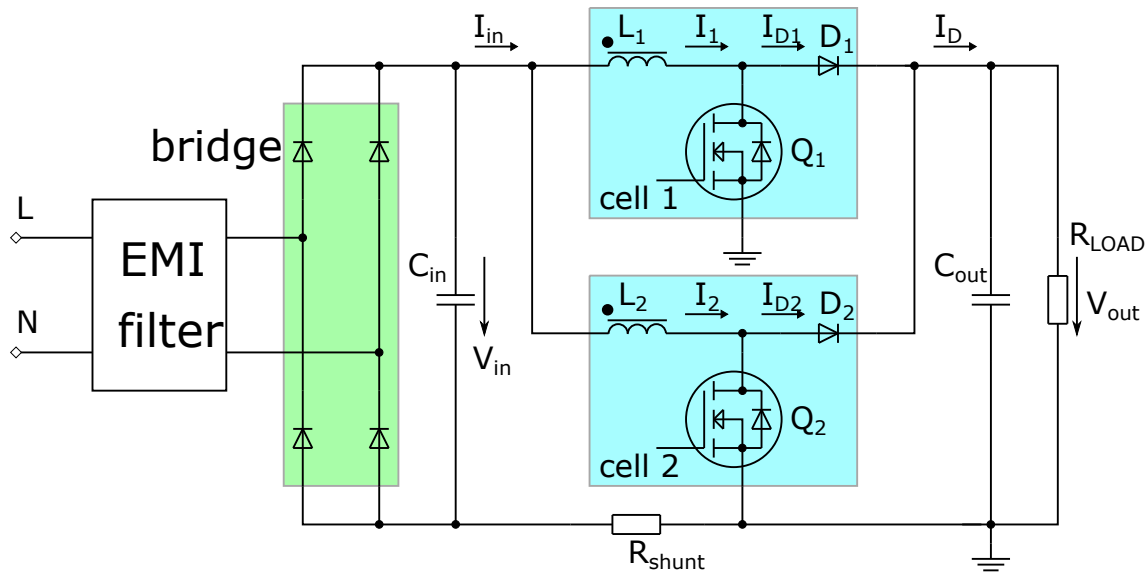 I_in
L_1
I_1
I_D1
D_1
I_D
bridge
Q_1
cell 1
L
EMI
filter
N
C_in
V_in
L_2
I_2
I_D2
D_2
C_out
R_LOAD
V_out
Q_2
cell 2
R_shunt